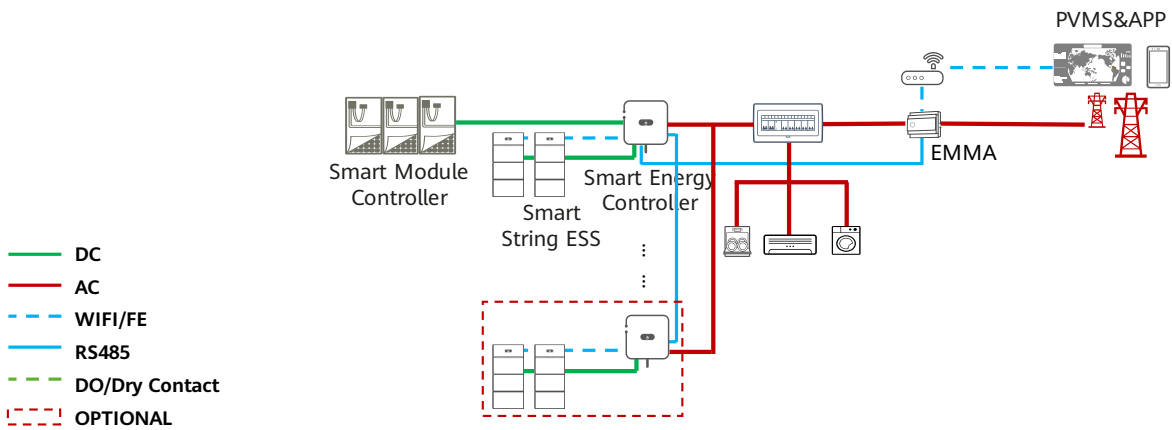 PVMS&APP
EMMA
Smart Module
Controller
Smart Energy
Controller
Smart
String ESS
DC
AC
WIFI/FE
RS485
DO/Dry Contact
OPTIONAL